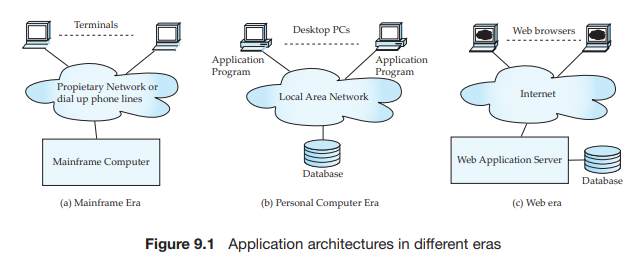 Terminals
Propietary Network or
dial up phone lines
Mainframe Computer
(a) Mainframe Era
Desktop PCs
Application
Program
Application
Program
Local Area Network
Database
(b) Personal Computer Era
Web browsers
Internet
Web Application Server
Database
(c) Web era
Figure 9.1 Application architectures in different eras